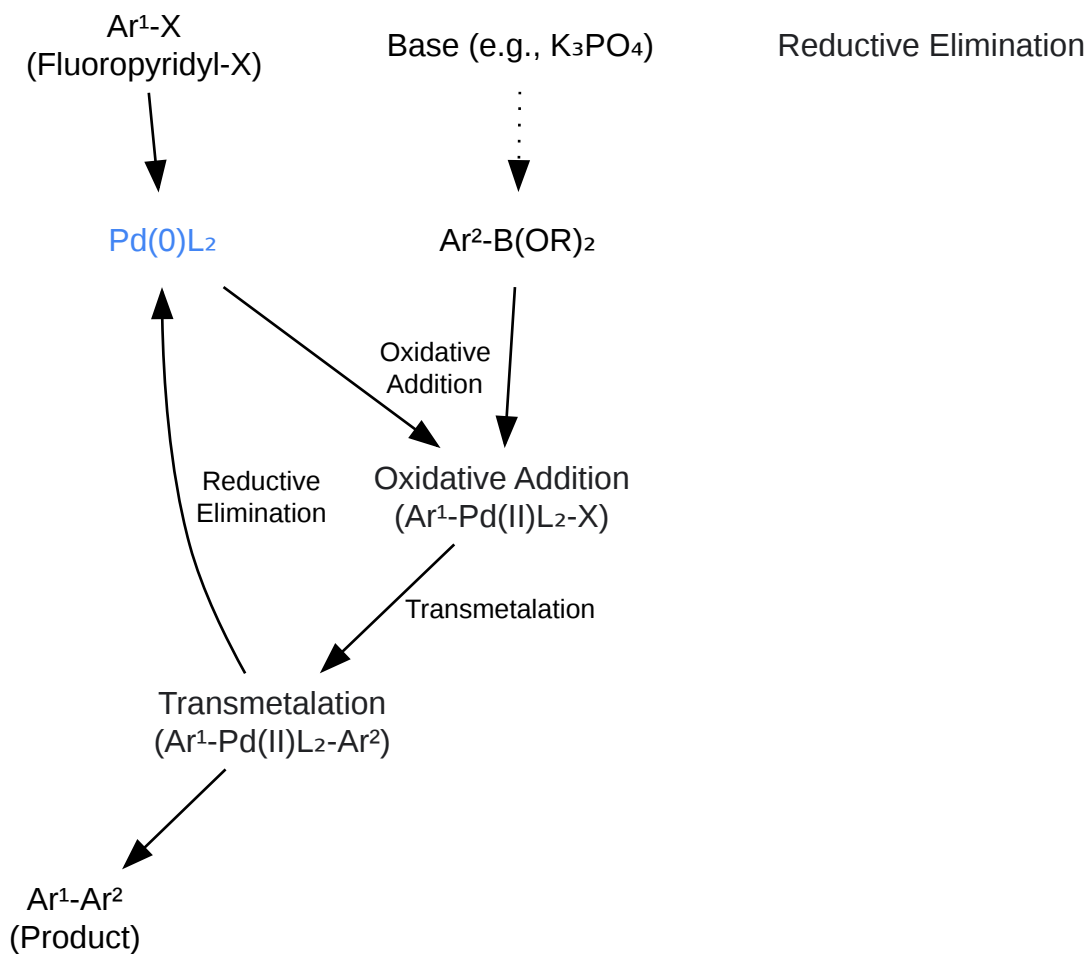 Ar¹-X
(Fluoropyridyl-X)
Base (e.g., K₃PO₄)
Reductive Elimination
Pd(0)L₂
Ar²-B(OR)₂
Oxidative
Addition
Reductive
Elimination
Oxidative Addition
(Ar¹-Pd(II)L₂-X)
Transmetalation
Transmetalation
(Ar¹-Pd(II)L₂-Ar²)
Ar¹-Ar²
(Product)